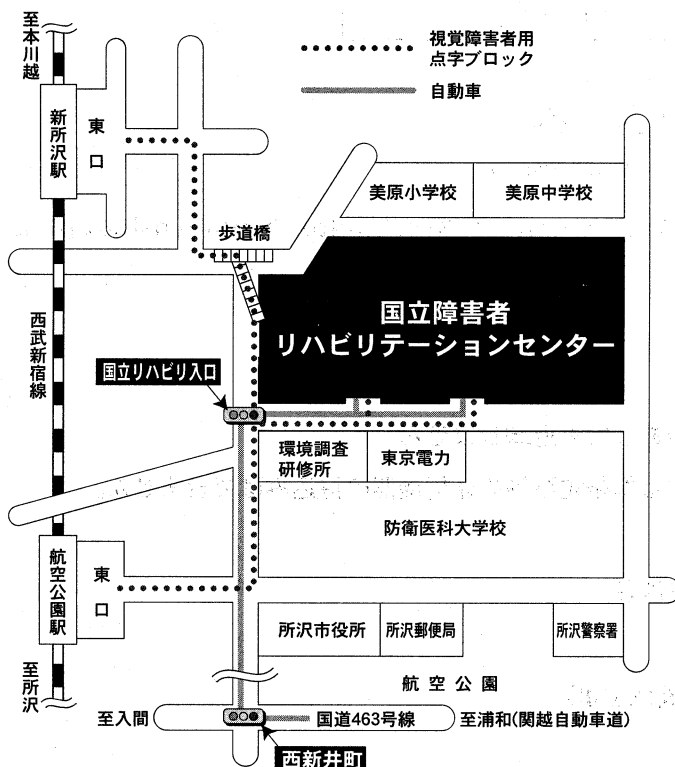 至本川越
視覚障害者用
点字ブロック
自動車
新所沢駅
東口
美原小学校
美原中学校
歩道橋
国立障害者
リハビリテーションセンター
西武新宿線
国立リハビリ入口
環境調査
研修所
東京電力
防衛医科大学校
航空公園駅
東口
所沢市役所
所沢郵便局
所沢警察署
至所沢
航空公園
至入間
国道463号線
至浦和(関越自動車道)
西新井町